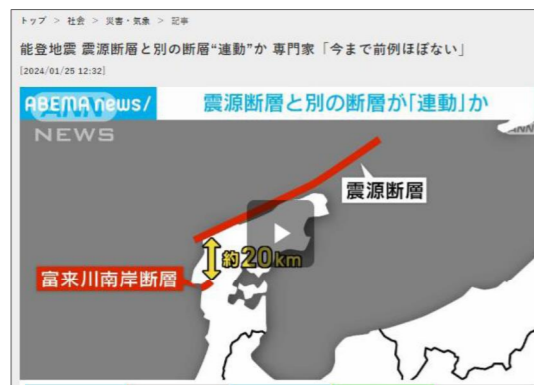 トップ > 社会 > 災害・気象 > 記事
能登地震 震源断層と別の断層“連動”か 専門家「今まで前例ほぼない」
[2024/01/25 12:32]
ABEMA news/
震源断層と別の断層が「連動」か
ANN
NEWS
ANN
震源断層
約20km
富来川南岸断層